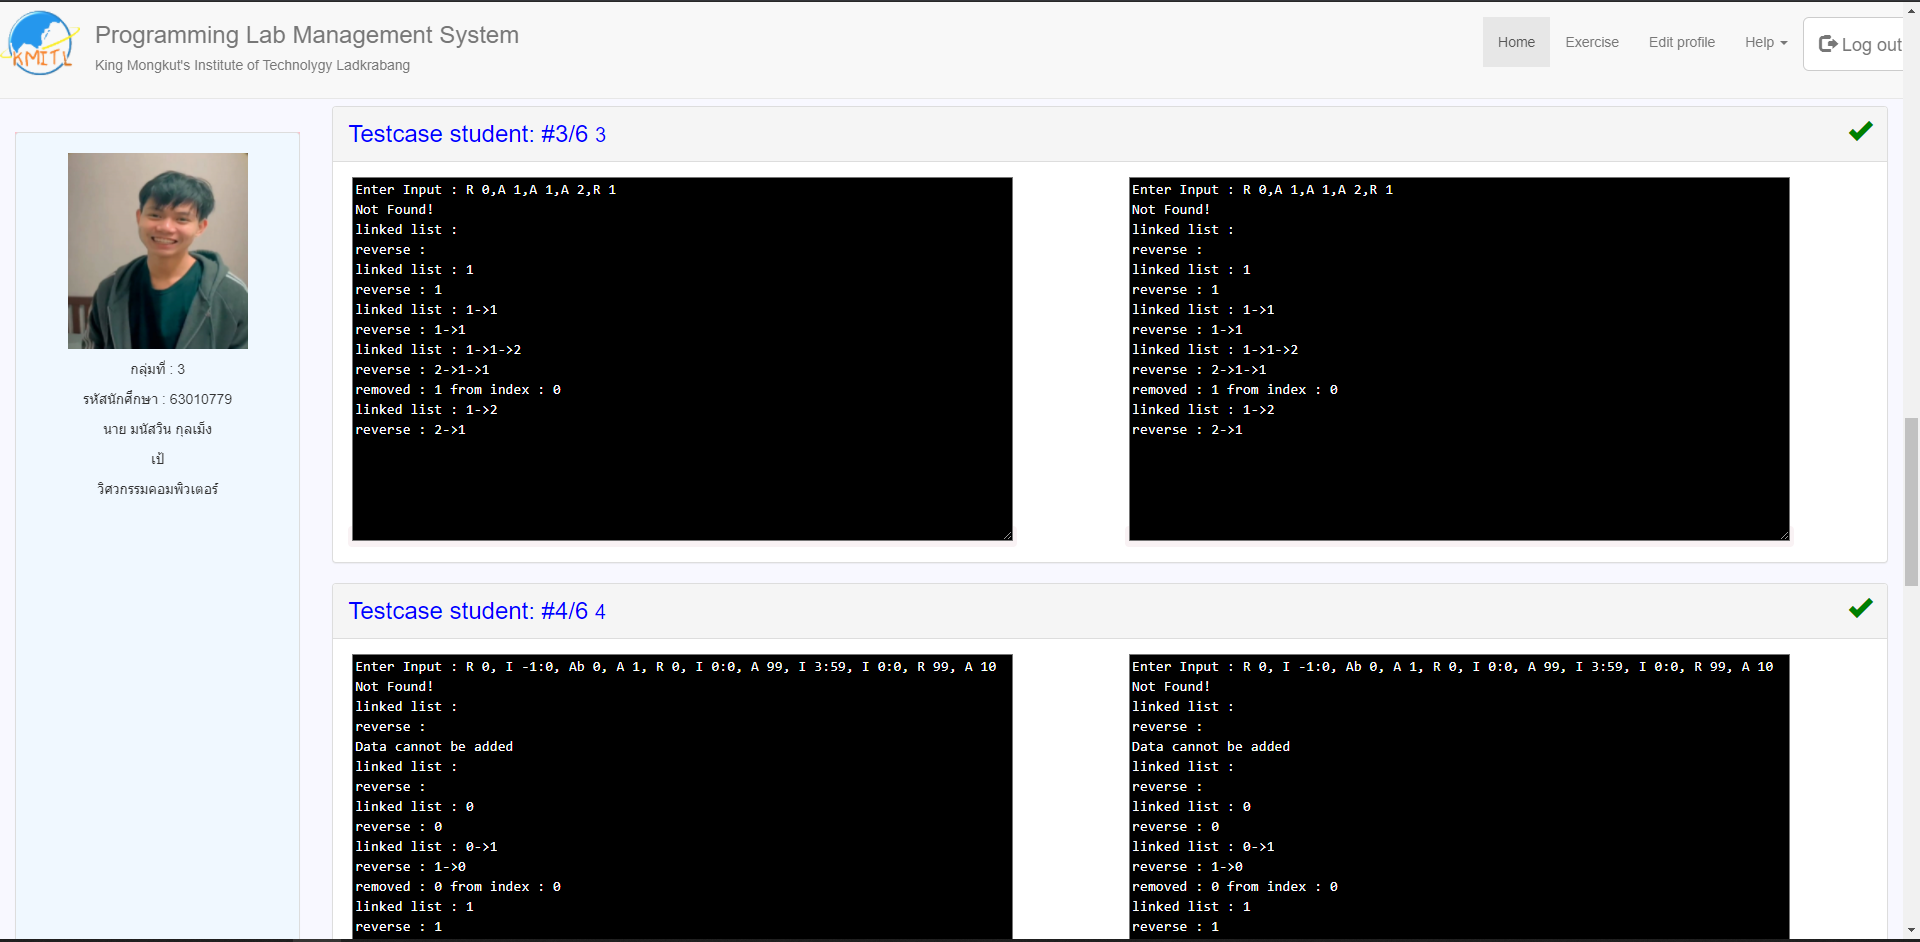 KMITL
Programming Lab Management System
King Mongkut's Institute of Technolygy Ladkrabang
Home
Exercise
Edit profile
Help
Log out
กลุ่มที่ : 3
รหัสนักศึกษา : 63010779
นาย มนัสวิน กุลเม็ง
เป้
วิศวกรรมคอมพิวเตอร์
Testcase student: #3/6 3
Enter Input : R 0,A 1,A 1,A 2,R 1
Not Found!
linked list :
reverse :
linked list : 1
reverse : 1
linked list : 1->1
reverse : 1->1
linked list : 1->1->2
reverse : 2->1->1
removed : 1 from index : 0
linked list : 1->2
reverse : 2->1
Enter Input : R 0,A 1,A 1,A 2,R 1
Not Found!
linked list :
reverse :
linked list : 1
reverse : 1
linked list : 1->1
reverse : 1->1
linked list : 1->1->2
reverse : 2->1->1
removed : 1 from index : 0
linked list : 1->2
reverse : 2->1
Testcase student: #4/6 4
Enter Input : R 0, I -1:0, Ab 0, A 1, R 0, I 0:0, A 99, I 3:59, I 0:0, R 99, A 10
Not Found!
linked list :
reverse :
Data cannot be added
linked list :
reverse :
linked list : 0
reverse : 0
linked list : 0->1
reverse : 1->0
removed : 0 from index : 0
linked list : 1
reverse : 1
Enter Input : R 0, I -1:0, Ab 0, A 1, R 0, I 0:0, A 99, I 3:59, I 0:0, R 99, A 10
Not Found!
linked list :
reverse :
Data cannot be added
linked list :
reverse :
linked list : 0
reverse : 0
linked list : 0->1
reverse : 1->0
removed : 0 from index : 0
linked list : 1
reverse : 1